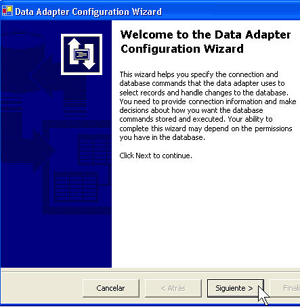 Data Adapter Configuration Wizard
Welcome to the Data Adapter
Configuration Wizard
This wizard helps you specify the connection and
database commands that the data adapter uses to
select records and handle changes to the database.
You need to provide connection information and make
decisions about how you want the database
commands stored and executed. Your ability to
complete this wizard may depend on the permissions
you have in the database.
Click Next to continue.
Cancelar < Atrás Siguiente > Final